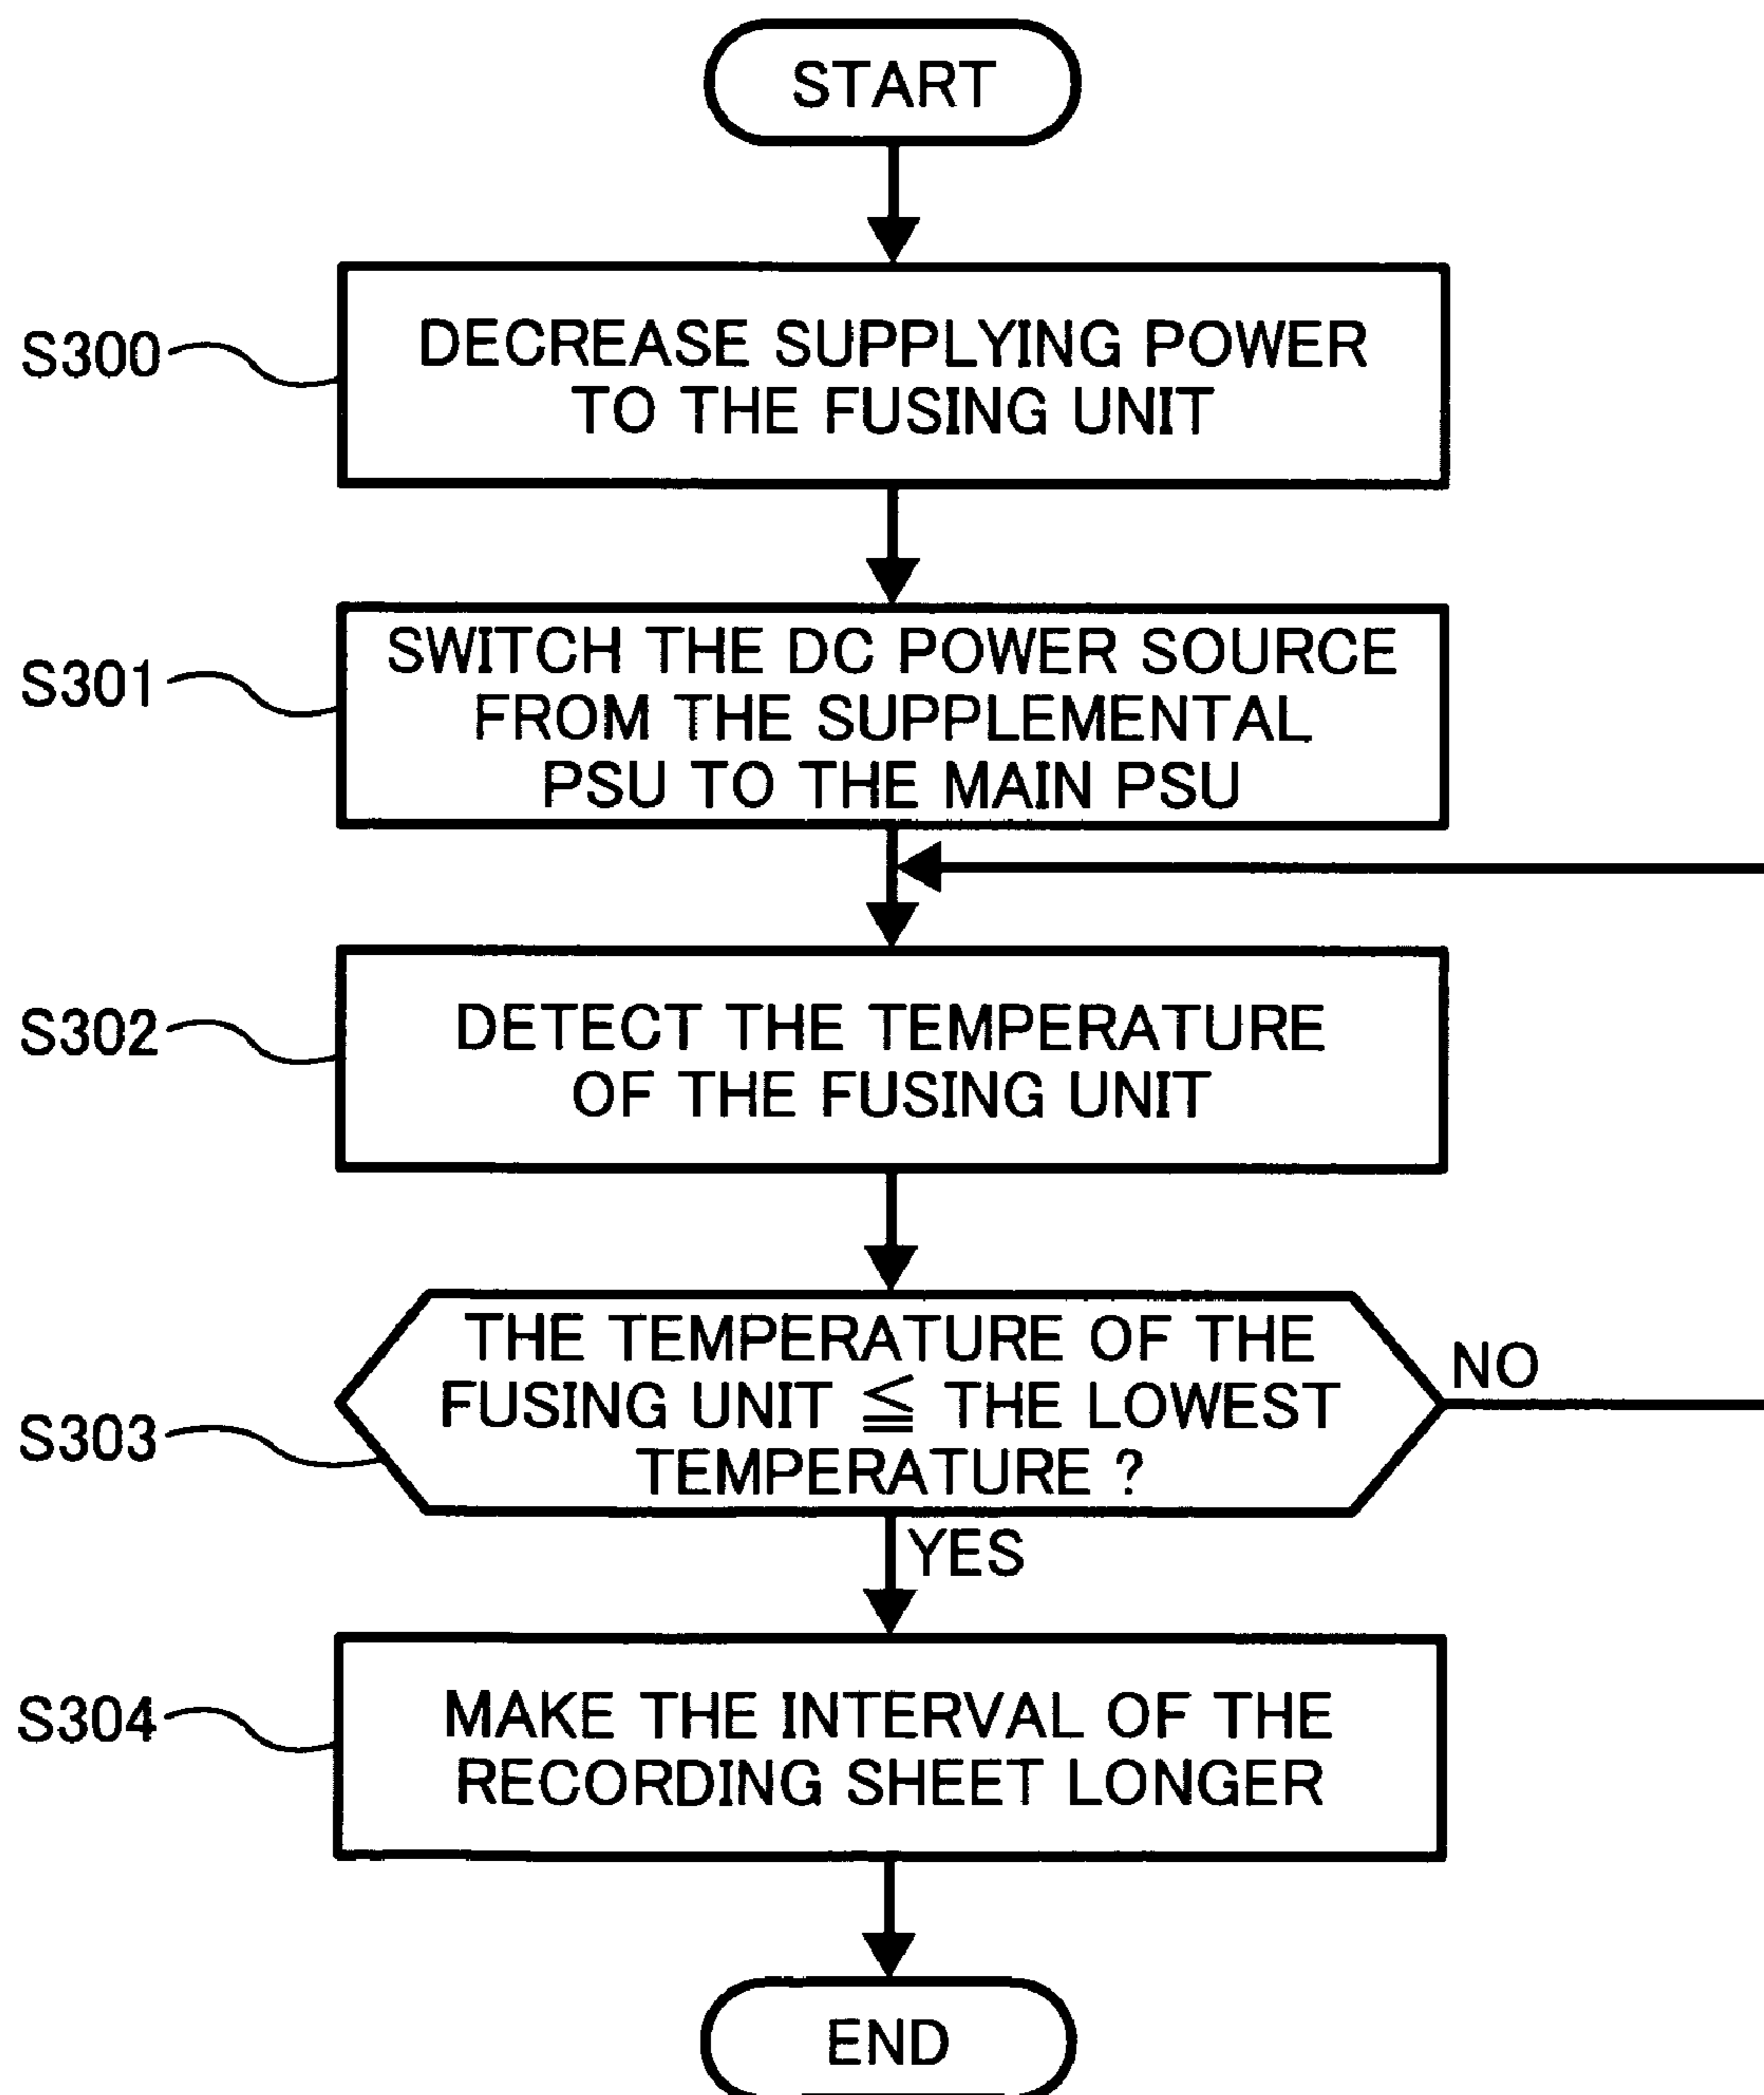 START
S300
DECREASE SUPPLYING POWER
TO THE FUSING UNIT
S301
SWITCH THE DC POWER SOURCE
FROM THE SUPPLEMENTAL
PSU TO THE MAIN PSU
S302
DETECT THE TEMPERATURE
OF THE FUSING UNIT
S303
THE TEMPERATURE OF THE
FUSING UNIT ≦ THE LOWEST
TEMPERATURE ?
NO
YES
S304
MAKE THE INTERVAL OF THE
RECORDING SHEET LONGER
END